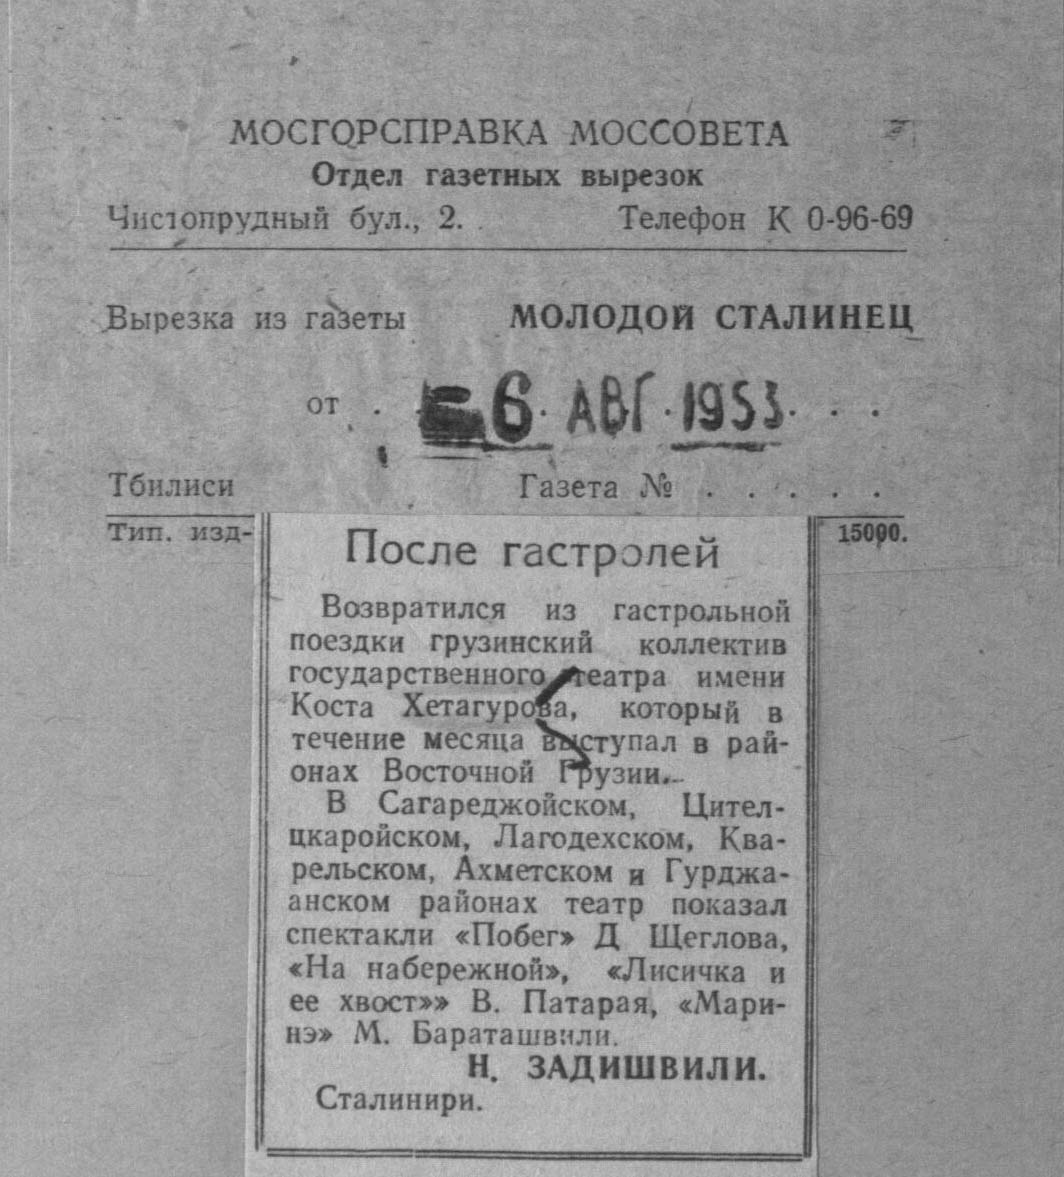 МОСГОРСПРАВКА МОССОВЕТА
Отдел газетных вырезок
Чистопрудный бул., 2. Телефон К 0-96-69
Вырезка из газеты МОЛОДОЙ СТАЛИНЕЦ
от . 6. АВГ. 1953. . . .
Тбилиси Газета № . . . . .
Тип. изд- 15000.
После гастролей
Возвратился из гастрольной
поездки грузинский коллектив
государственного театра имени
Коста Хетагурова, который в
течение месяца выступал в рай-
онах Восточной Грузии.
В Сагареджойском, Цител-
цкаройском, Лагодехском, Ква-
рельском, Ахметском и Гурджа-
анском районах театр показал
спектакли «Побег» Д Щеглова,
«На набережной», «Лисичка и
ее хвост»» В. Патарая, «Мари-
нэ» М. Бараташвили.
Н. ЗАДИШВИЛИ.
Сталинири.